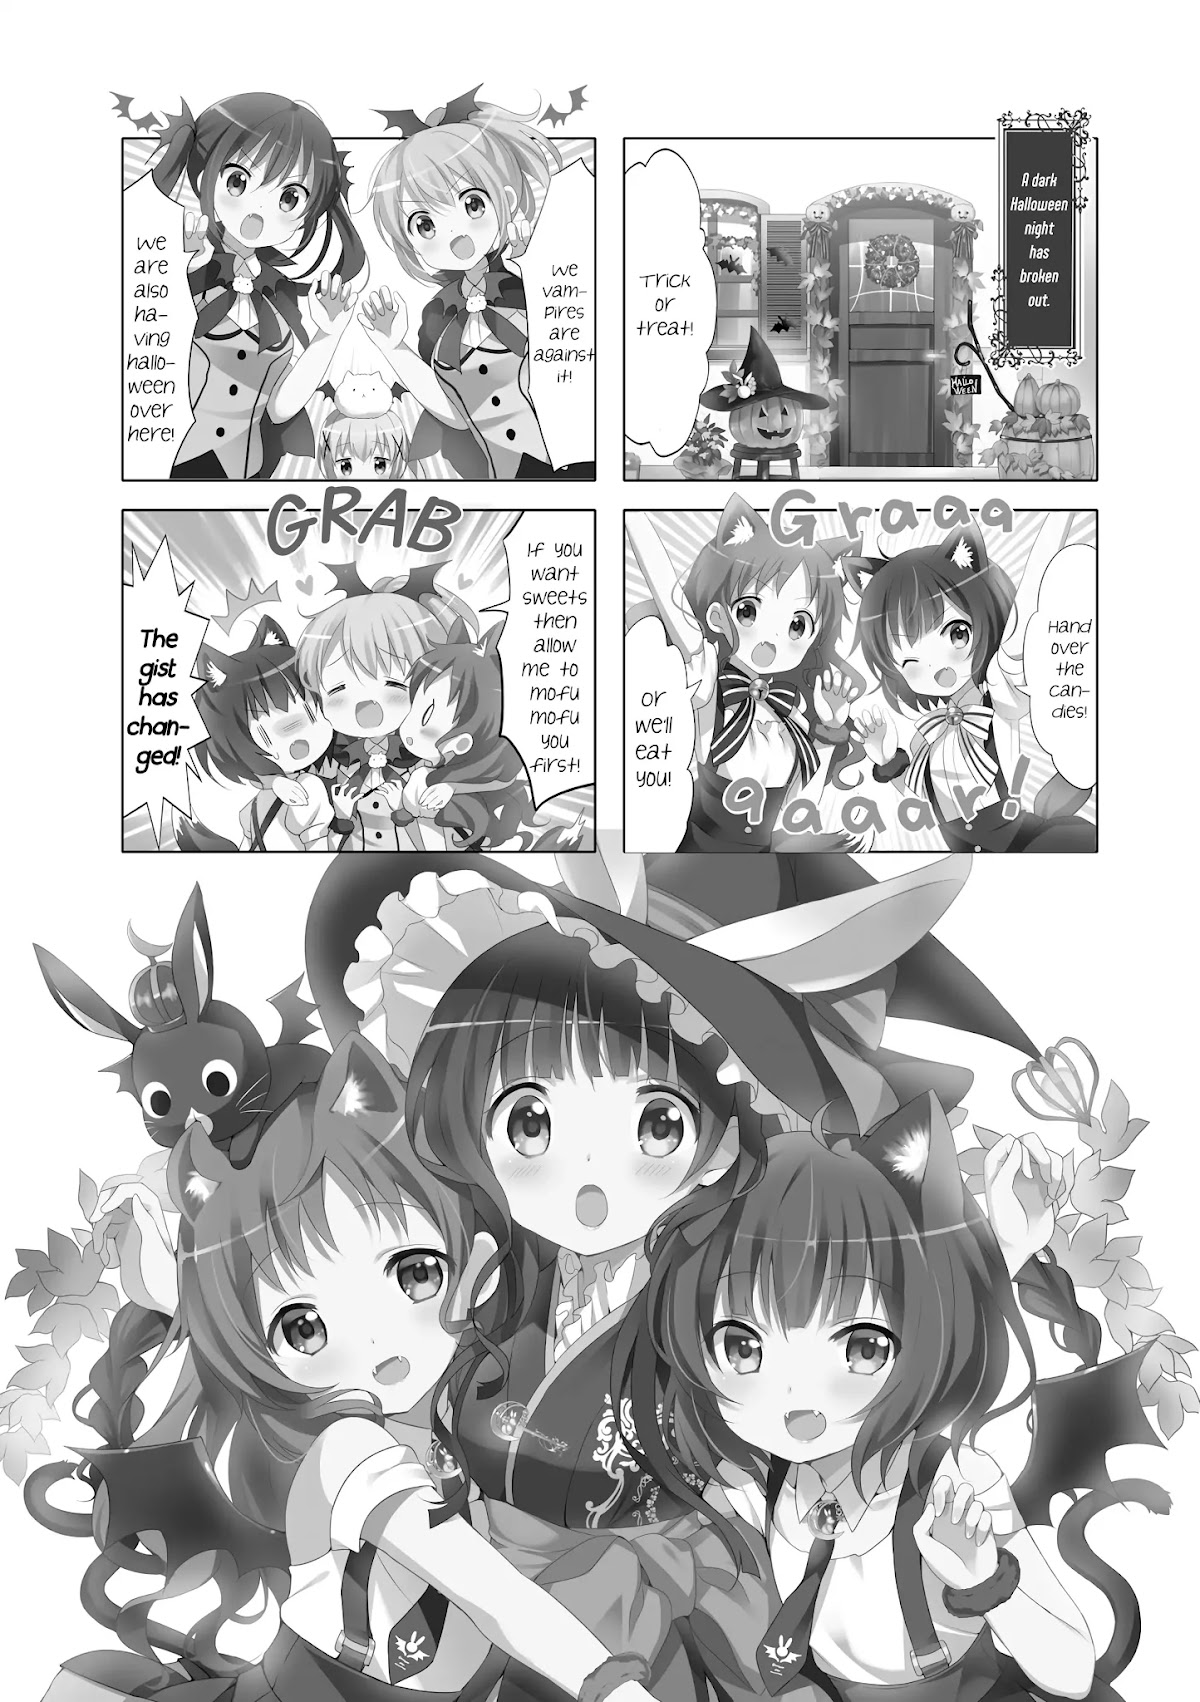 A dark
Halloween
night
has
broken
out.
Trick
or
treat!
HALLO
WEEN
Graaa
Hand
over
the
can-
dies!
or
we'll
eat
you!
aaaaar!
We
vam-
pires
are
against
it!
We
are
also
ha-
ving
hallo-
ween
over
here!
GRAB
If you
want
sweets
then
allow
me to
mofu
mofu
you
first!
The
gist
has
chan-
ged!